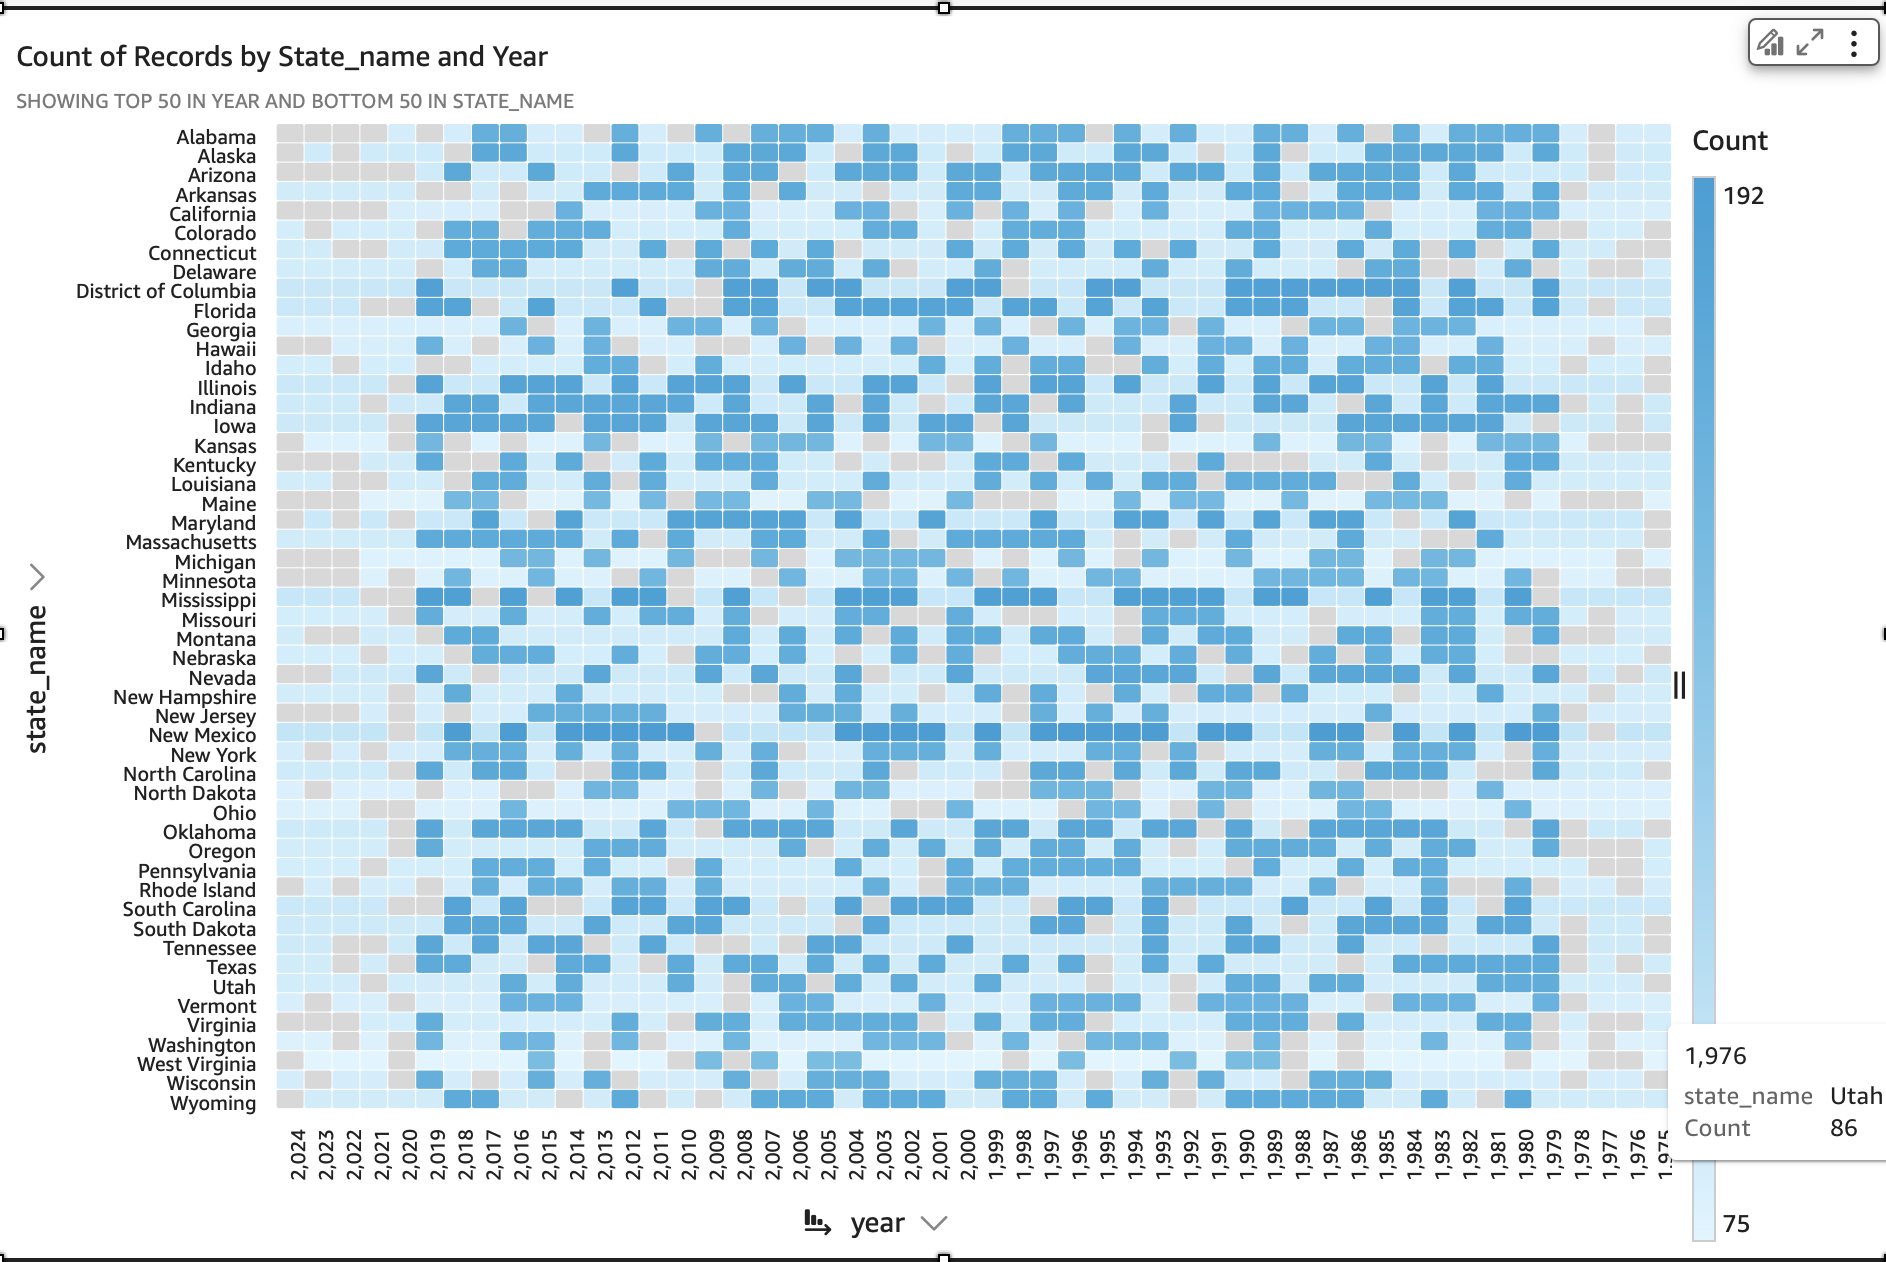 Count of Records by State_name and Year
SHOWING TOP 50 IN YEAR AND BOTTOM 50 IN STATE_NAME
state_name
Alabama
Alaska
Arizona
Arkansas
California
Colorado
Connecticut
Delaware
District of Columbia
Florida
Georgia
Hawaii
Idaho
Illinois
Indiana
Iowa
Kansas
Kentucky
Louisiana
Maine
Maryland
Massachusetts
Michigan
Minnesota
Mississippi
Missouri
Montana
Nebraska
Nevada
New Hampshire
New Jersey
New Mexico
New York
North Carolina
North Dakota
Ohio
Oklahoma
Oregon
Pennsylvania
Rhode Island
South Carolina
South Dakota
Tennessee
Texas
Utah
Vermont
Virginia
Washington
West Virginia
Wisconsin
Wyoming
2,024
2,023
2,022
2,021
2,020
2,019
2,018
2,017
2,016
2,015
2,014
2,013
2,012
2,011
2,010
2,009
2,008
2,007
2,006
2,005
2,004
2,003
2,002
2,001
2,000
1,999
1,998
1,997
1,996
1,995
1,994
1,993
1,992
1,991
1,990
1,989
1,988
1,987
1,986
1,985
1,984
1,983
1,982
1,981
1,980
1,979
1,978
1,977
1,976
1,975
year
Count
192
75
1,976
state_name Utah
Count 86